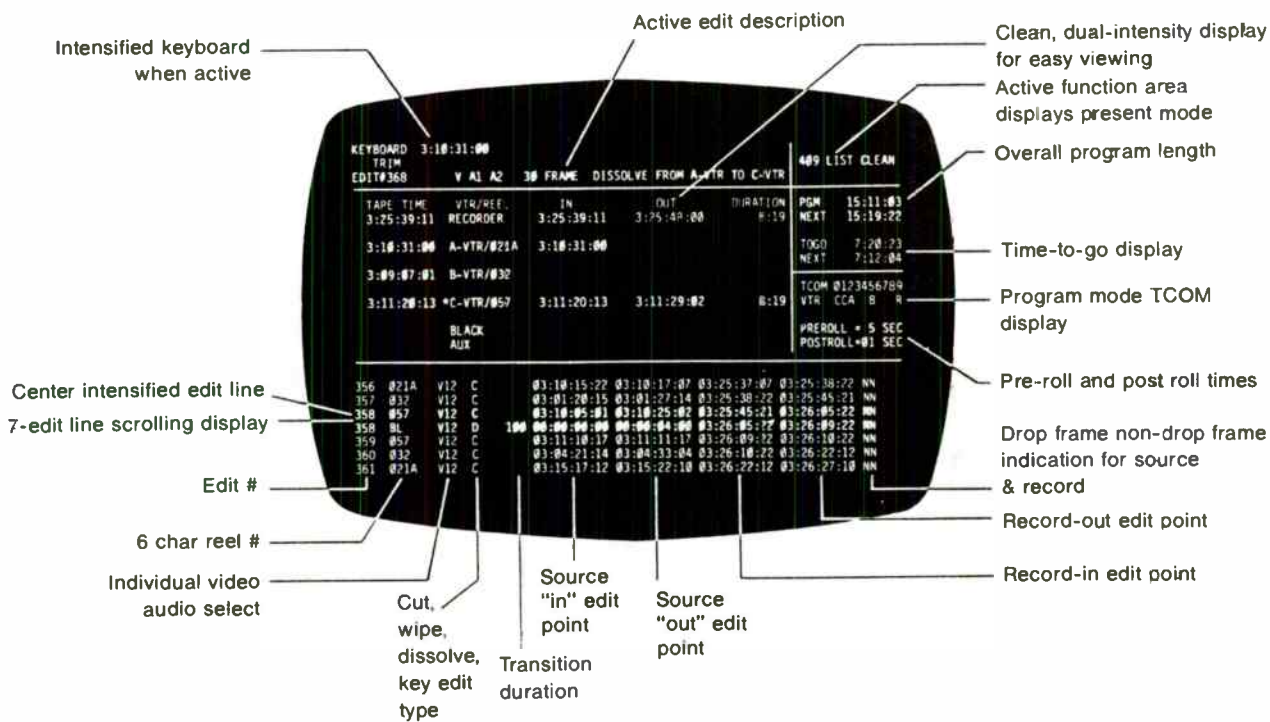 Active edit description
Intensified keyboard
when active
Clean, dual-intensity display
for easy viewing
Active function area
displays present mode
Overall program length
Time-to-go display
Program mode TCOM
display
Pre-roll and post roll times
Drop frame non-drop frame
indication for source
& record
Record-out edit point
Record-in edit point
KEYBOARD 3:10:31:00
TRIM
EDIT#368 V A1 A2 30 FRAME DISSOLVE FROM A-VTR TO C-VTR
409 LIST CLEAN
TAPE TIME VTR/REEL IN OUT DURATION
3:25:39:11 RECORDER 3:25:39:11 3:25:48:00 8:19
3:10:31:00 A-VTR/021A 3:10:31:00
3:09:07:01 B-VTR/032
3:11:20:13 *C-VTR/057 3:11:20:13 3:11:29:02 8:19
BLACK
AUX
PGM 15:11:03
NEXT 15:19:22
TOGO 7:20:23
NEXT 7:12:04
TCOM 0123456789
VTR CCA B R
PREROLL = 5 SEC
POSTROLL=01 SEC
356 021A V12 C 03:10:15:22 03:10:17:07 03:25:37:07 03:25:38:22 NN
357 032 V12 C 03:01:20:15 03:01:27:14 03:25:38:22 03:25:45:21 NN
358 057 V12 C 03:10:05:01 03:10:25:02 03:25:45:21 03:26:05:22 NN
358 BL V12 D 100 00:00:00:00 00:00:04:00 03:26:05:22 03:26:09:22 NN
359 057 V12 C 03:11:10:17 03:11:11:17 03:26:09:22 03:26:10:22 NN
360 032 V12 C 03:04:21:14 03:04:33:04 03:26:10:22 03:26:22:12 NN
361 021A V12 C 03:15:17:12 03:15:22:10 03:26:22:12 03:26:27:10 NN
Center intensified edit line
7-edit line scrolling display
Edit #
6 char reel #
Individual video
audio select
Cut,
wipe,
dissolve,
key edit
type
Transition
duration
Source
"in" edit
point
Source
"out" edit
point